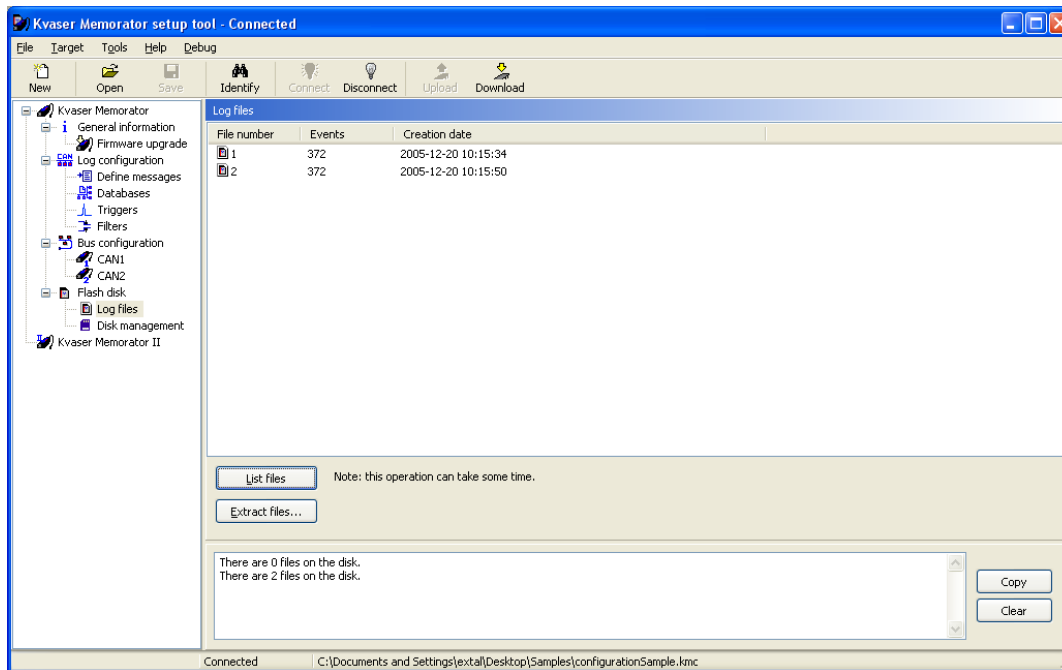 Kvaser Memorator setup tool - Connected
File Target Tools Help Debug
New Open Save Identify Connect Disconnect Upload Download
Kvaser Memorator
General information
Firmware upgrade
Log configuration
Define messages
Databases
Triggers
Filters
Bus configuration
CAN1
CAN2
Flash disk
Log files
Disk management
Kvaser Memorator II
Log files
File number Events Creation date
1 372 2005-12-20 10:15:34
2 372 2005-12-20 10:15:50
List files Note: this operation can take some time.
Extract files...
There are 0 files on the disk.
There are 2 files on the disk.
Copy
Clear
Connected C:\Documents and Settings\extal\Desktop\Samples\configurationSample.kmc